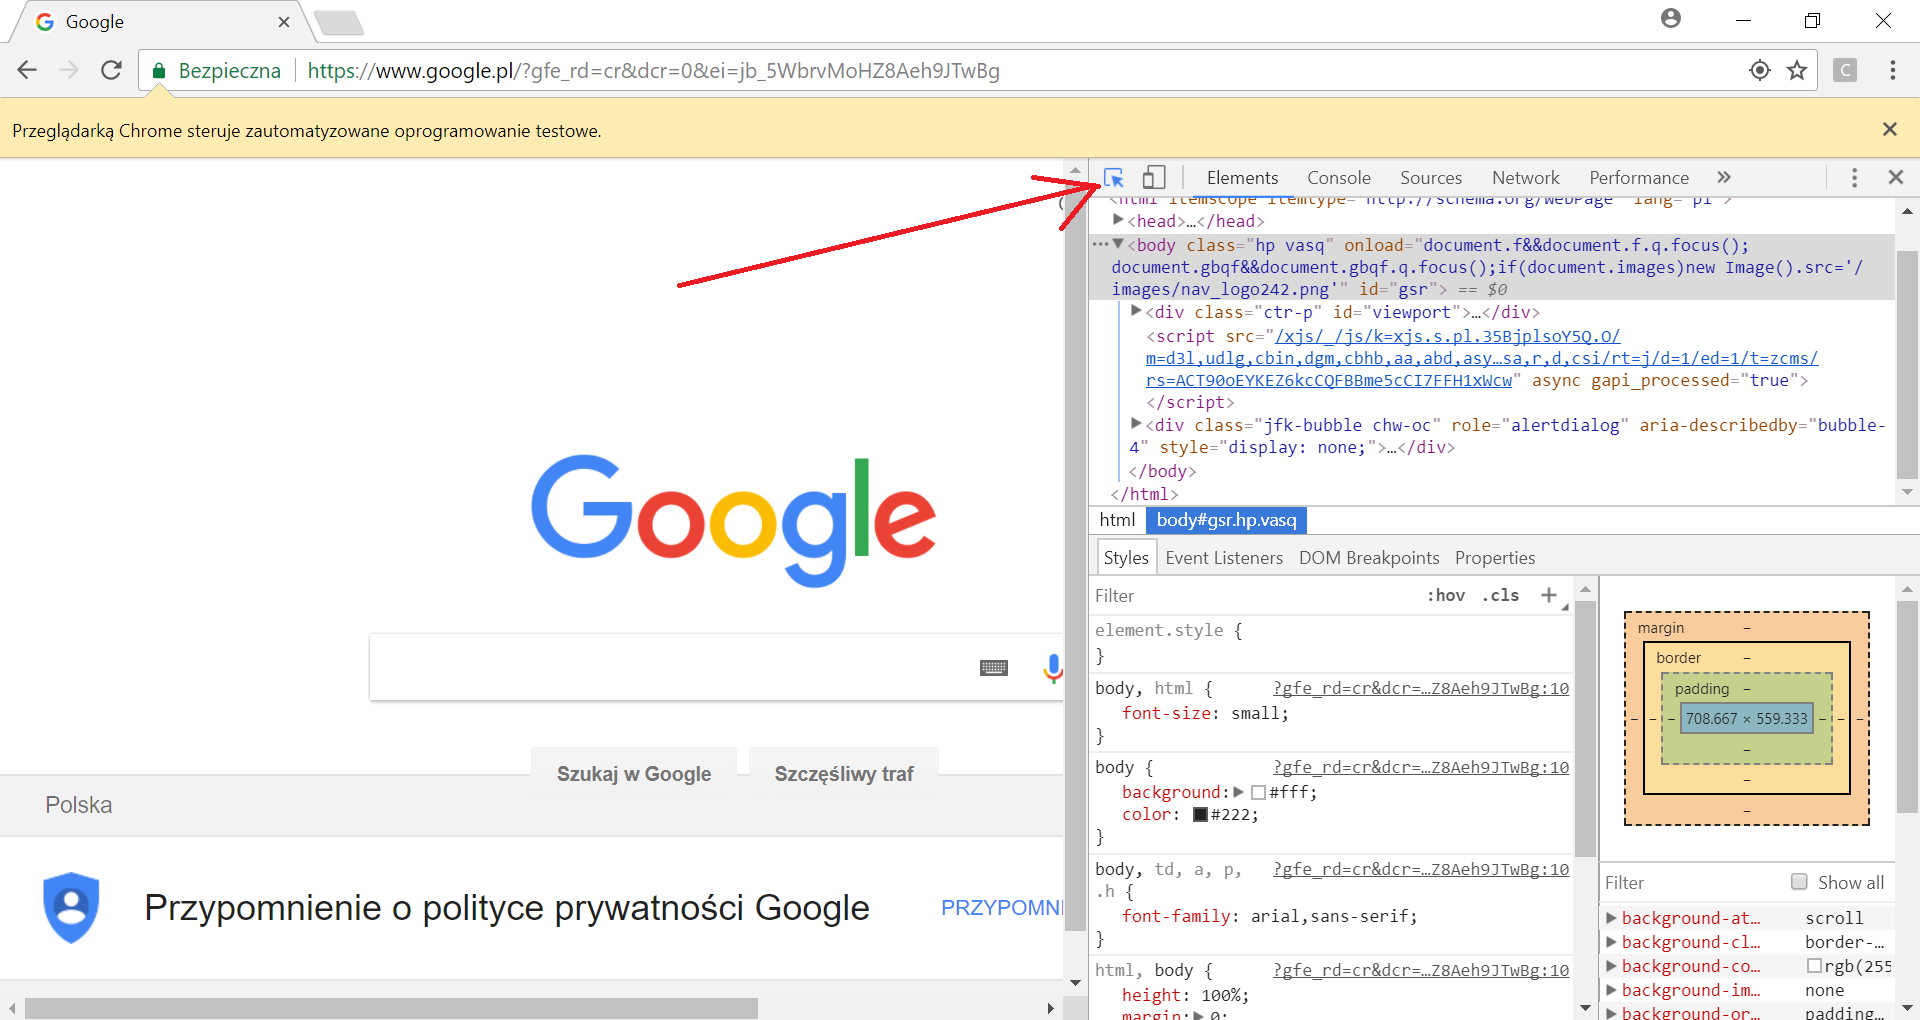 Google
Bezpieczna
https://www.google.pl/?gfe_rd=cr&dcr=0&ei=jb_5WbrvMoHZ8Aeh9JTwBg
C
Przeglądarką Chrome steruje zautomatyzowane oprogramowanie testowe.
Elements Console Sources Network Performance »
<html itemscope itemtype="http://schema.org/WebPage" lang="pl">
<head>…</head>
…<body class="hp vasq" onload="document.f&&document.f.q.focus();
document.gbqf&&document.gbqf.q.focus();if(document.images)new Image().src='/
images/nav_logo242.png'" id="gsr"> == $0
<div class="ctr-p" id="viewport">…</div>
<script src="/xjs/_/js/k=xjs.s.pl.35BjplsoY5Q.O/
m=d3l,udlg,cbin,dgm,cbhb,aa,abd,asy…sa,r,d,csi/rt=j/d=1/ed=1/t=zcms/
rs=ACT90oEYKEZ6kcCQFBBme5cCI7FFH1xWcw" async gapi_processed="true">
</script>
<div class="jfk-bubble chw-oc" role="alertdialog" aria-describedby="bubble-
4" style="display: none;">…</div>
</body>
</html>
html body#gsr.hp.vasq
Styles Event Listeners DOM Breakpoints Properties
Filter :hov .cls +
element.style {
}
body, html { ?gfe_rd=cr&dcr=…Z8Aeh9JTwBg:10
font-size: small;
}
body { ?gfe_rd=cr&dcr=…Z8Aeh9JTwBg:10
background: #fff;
color: #222;
}
body, td, a, p, ?gfe_rd=cr&dcr=…Z8Aeh9JTwBg:10
.h {
font-family: arial,sans-serif;
}
html, body { ?gfe_rd=cr&dcr=…Z8Aeh9JTwBg:10
height: 100%;
margin: 0;
margin –
border –
padding –
– – – 708.667 × 559.333 – – –
–
–
–
Filter Show all
background-at… scroll
background-cl… border-…
background-co… rgb(255
background-im… none
background-or… padding…
Google
Szukaj w Google
Szczęśliwy traf
Polska
Przypomnienie o polityce prywatności Google
PRZYPOMNI